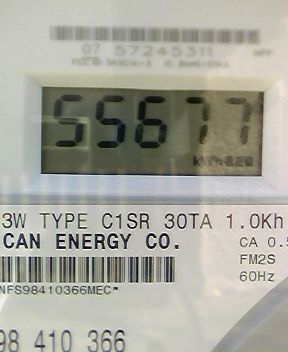 07 57245311
55677
3W TYPE C1SR 30TA 1.0Kh
CAN ENERGY CO.
CA 0.5
FM2S
60Hz
NFS98410366MEC*
98 410 366